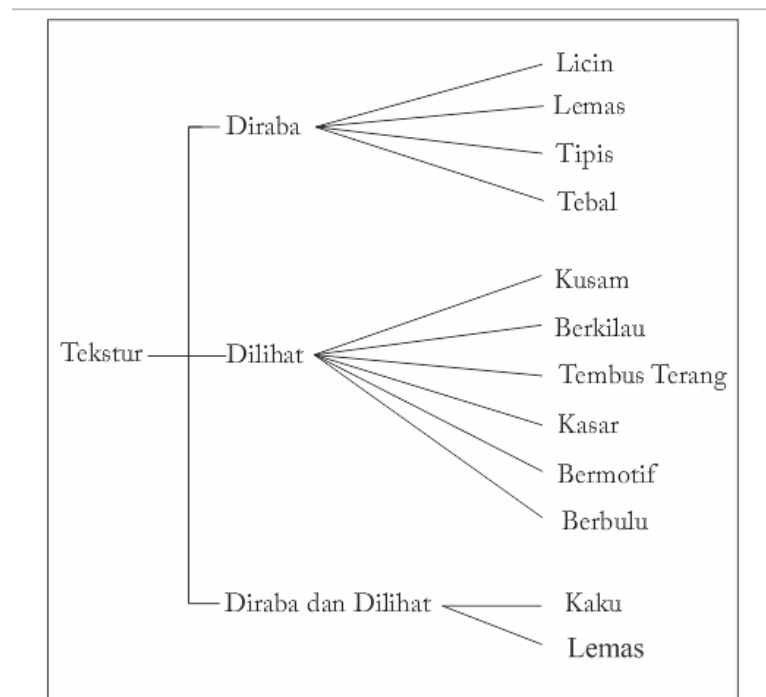 Licin
Diraba
Lemas
Tipis
Tebal
Kusam
Berkilau
Tekstur
Dilihat
Tembus Terang
Kasar
Bermotif
Berbulu
Diraba dan Dilihat
Kaku
Lemas